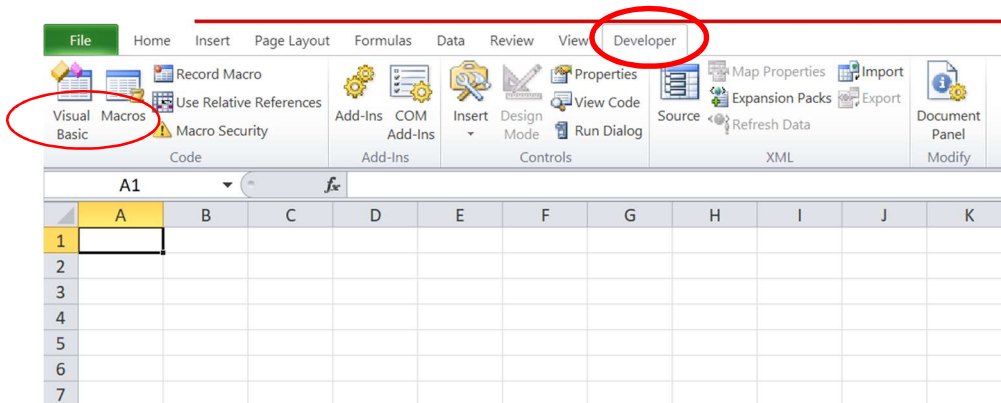 File Home Insert Page Layout Formulas Data Review View Developer
Record Macro Properties Map Properties Import
Use Relative References View Code Expansion Packs Export
Visual Macros Add-Ins COM Insert Design Source Document
Basic Macro Security Add-Ins Mode Run Dialog Refresh Data Panel
Code Add-Ins Controls XML Modify
A1 fx
A B C D E F G H I J K
1
2
3
4
5
6
7